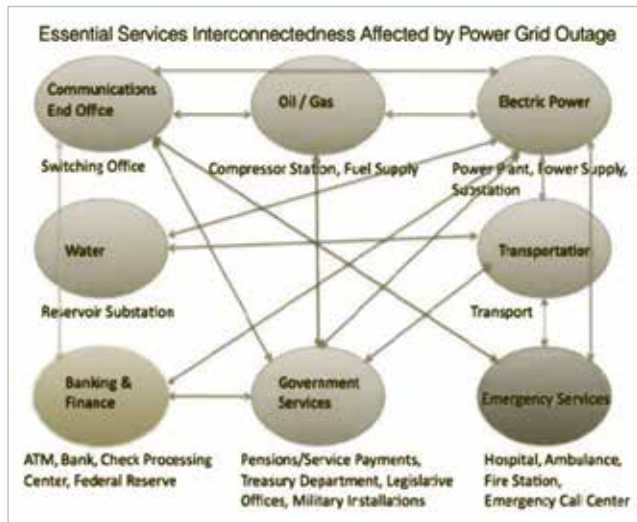 Essential Services Interconnectedness Affected by Power Grid Outage
Communications
End Office
Oil / Gas
Electric Power
Switching Office
Compressor Station, Fuel Supply
Power Plant, Power Supply,
Substation
Water
Transportation
Reservoir Substation
Transport
Banking &
Finance
Government
Services
Emergency Services
ATM, Bank, Check Processing
Center, Federal Reserve
Pensions/Service Payments,
Treasury Department, Legislative
Offices, Military Installations
Hospital, Ambulance,
Fire Station,
Emergency Call Center